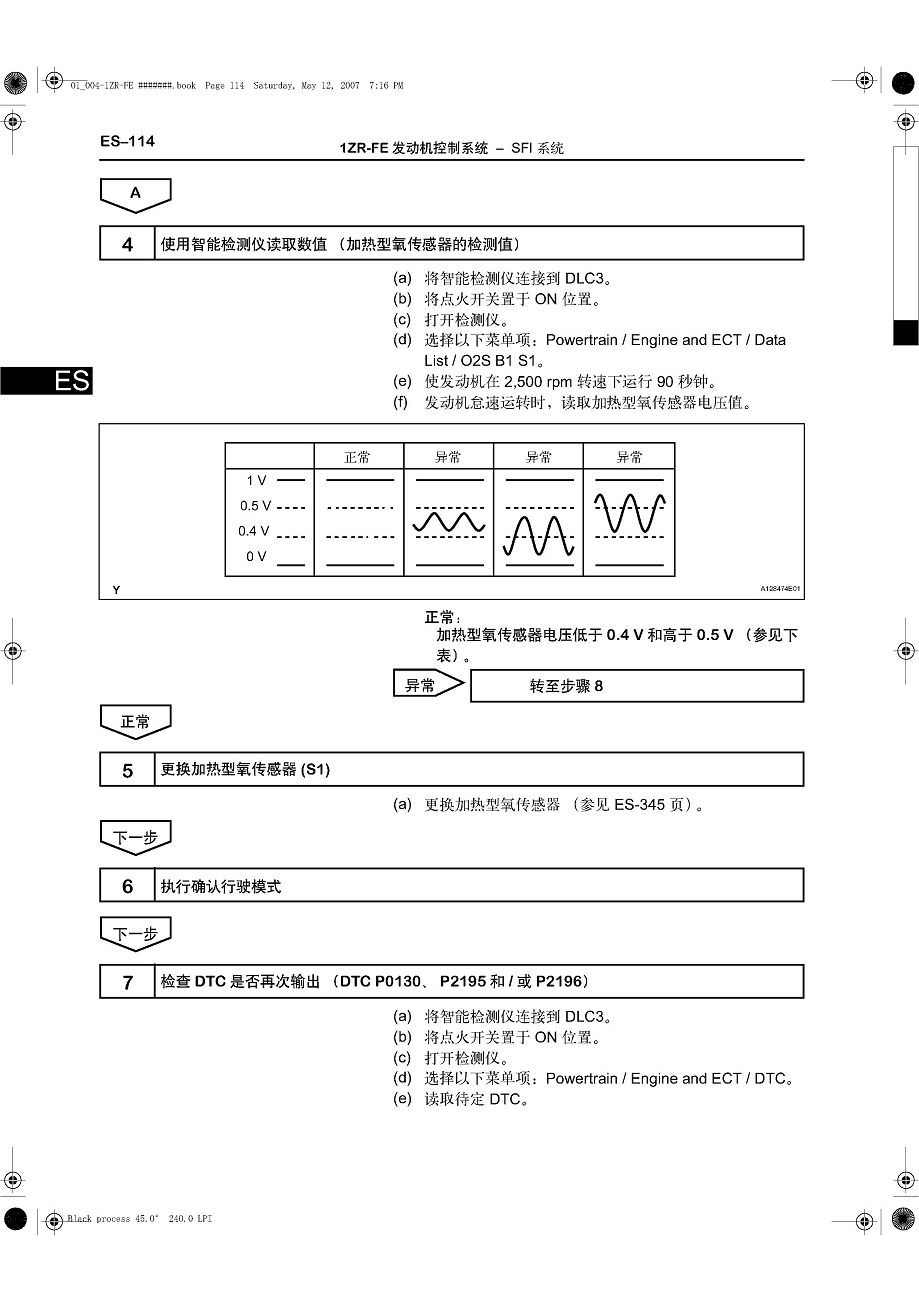 01_004-1ZR-FE #######.book Page 114 Saturday, May 12, 2007 7:16 PM
ES–114
1ZR-FE 发动机控制系统 – SFI 系统
A
4 使用智能检测仪读取数值 （加热型氧传感器的检测值）
(a) 将智能检测仪连接到 DLC3。
(b) 将点火开关置于 ON 位置。
(c) 打开检测仪。
(d) 选择以下菜单项：Powertrain / Engine and ECT / Data
List / O2S B1 S1。
ES
(e) 使发动机在 2,500 rpm 转速下运行 90 秒钟。
(f) 发动机怠速运转时，读取加热型氧传感器电压值。
正常 异常 异常 异常
1 V
0.5 V
0.4 V
0 V
Y A128474E01
正常：
加热型氧传感器电压低于 0.4 V 和高于 0.5 V （参见下
表）。
异常 转至步骤 8
正常
5 更换加热型氧传感器 (S1)
(a) 更换加热型氧传感器 （参见 ES-345 页）。
下一步
6 执行确认行驶模式
下一步
7 检查 DTC 是否再次输出 （DTC P0130、 P2195 和 / 或 P2196）
(a) 将智能检测仪连接到 DLC3。
(b) 将点火开关置于 ON 位置。
(c) 打开检测仪。
(d) 选择以下菜单项：Powertrain / Engine and ECT / DTC。
(e) 读取待定 DTC。
Black process 45.0° 240.0 LPI